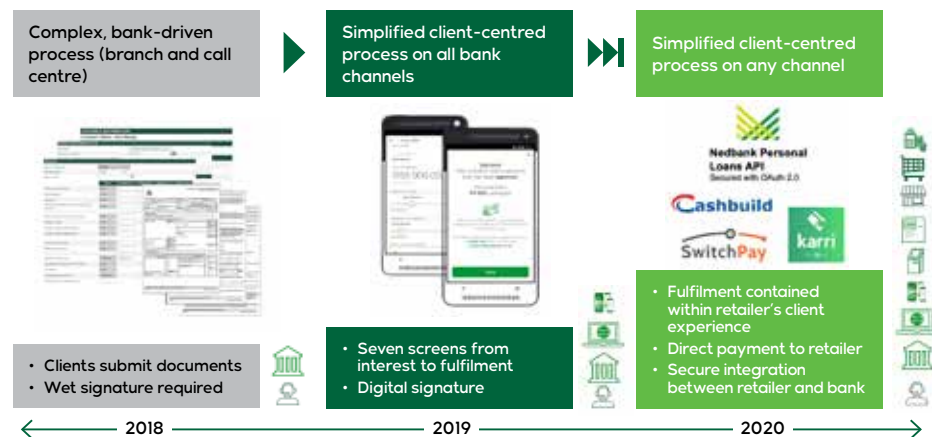 Complex, bank-driven
process (branch and call
centre)
Simplified client-centred
process on all bank
channels
Simplified client-centred
process on any channel
Nedbank Personal
Loans API
Secured with OAuth 2.0
Cashbuild
SwitchPay
karri
• Clients submit documents
• Wet signature required
• Seven screens from
interest to fulfilment
• Digital signature
• Fulfilment contained
within retailer's client
experience
• Direct payment to retailer
• Secure integration
between retailer and bank
2018
2019
2020